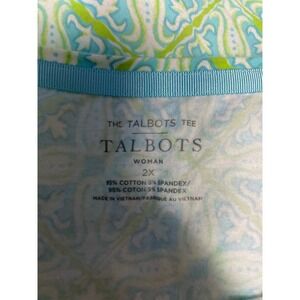 THE TALBOTS TEE
TALBOTS
WOMAN
2X
95% COTTON 5% SPANDEX/
95% COTON 5% SPANDEX
MADE IN VIETNAM/FABRIQUÉ AU VIETNAM